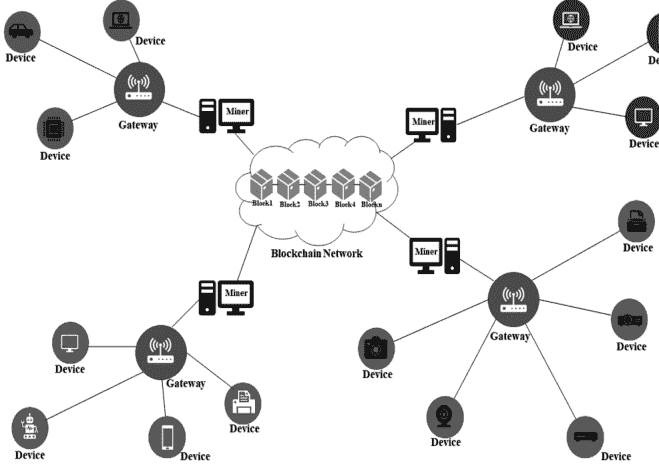 Device
Device
Device
Gateway
Miner
Device
De
Device
Gateway
Miner
Block1
Block2
Block3
Block4
Blockn
Blockchain Network
Miner
Miner
Device
Device
Gateway
Device
Device
Device
Gateway
Device
Device
Device
Device
Device